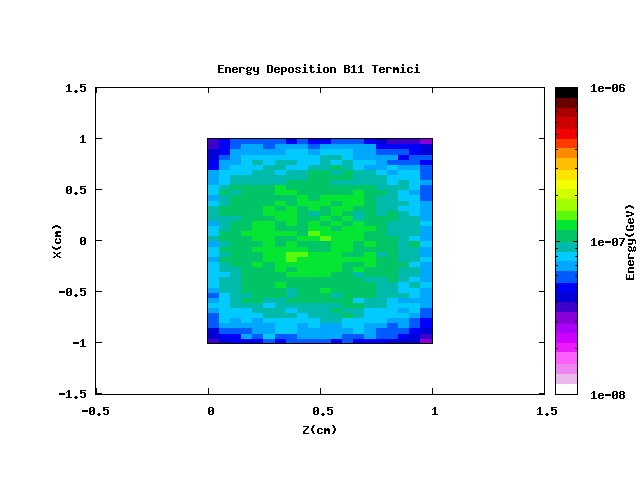 Energy Deposition B11 Termici
1.5
1
0.5
0
-0.5
-1
-1.5
X(cm)
-0.5
0
0.5
1
1.5
Z(cm)
1e-06
1e-07
1e-08
Energy(GeV)